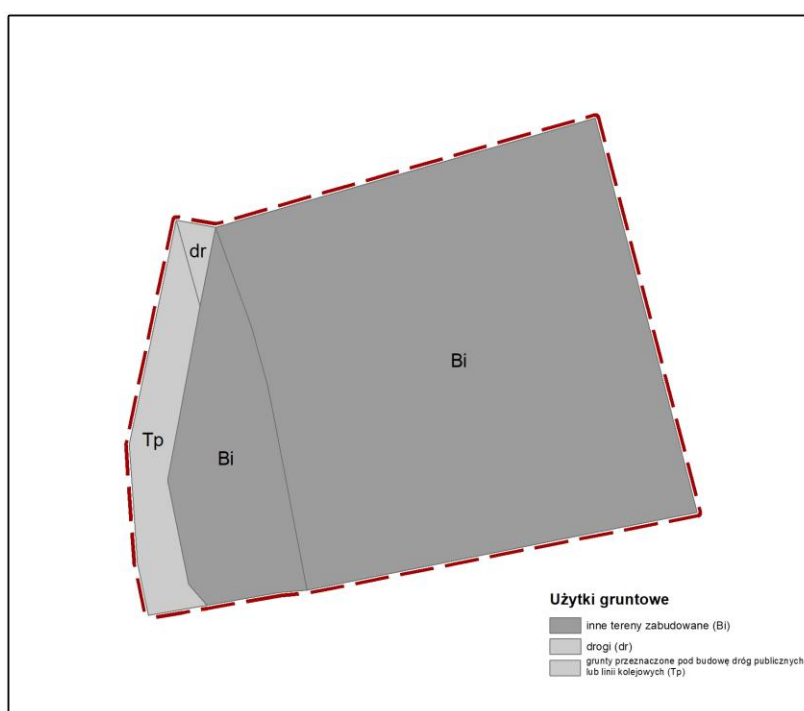 dr
Bi
Tp
Bi
Użytki gruntowe
inne tereny zabudowane (Bi)
drogi (dr)
grunty przeznaczone pod budowę dróg publicznych
lub linii kolejowych (Tp)